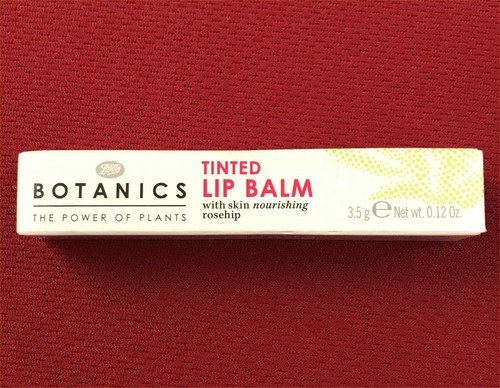 Boots
BOTANICS
THE POWER OF PLANTS
TINTED
LIP BALM
with skin nourishing
rosehip
3.5 g ℮ Net wt. 0.12 Oz.